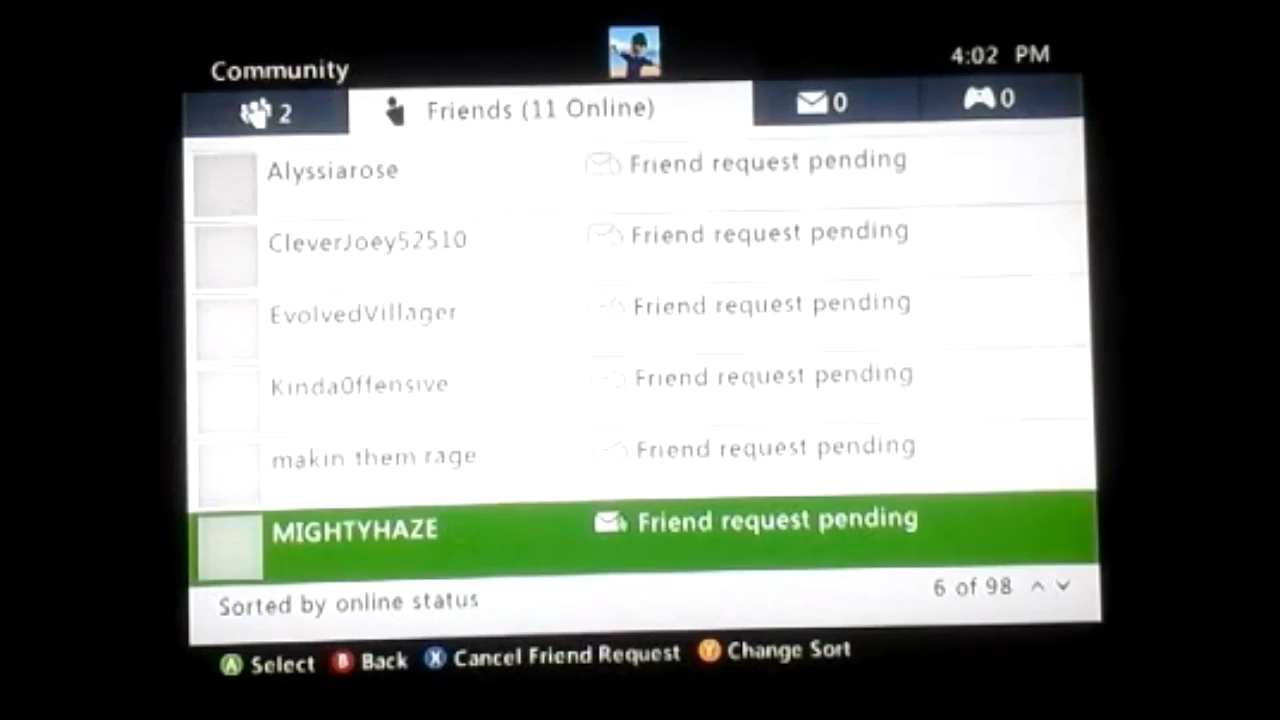 Community
4:02 PM
2
Friends (11 Online)
0
0
Alyssiarose
Friend request pending
CleverJoey52510
Friend request pending
EvolvedVillager
Friend request pending
KindaOffensive
Friend request pending
makin them rage
Friend request pending
MIGHTYHAZE
Friend request pending
Sorted by online status
6 of 98
A Select B Back X Cancel Friend Request Y Change Sort